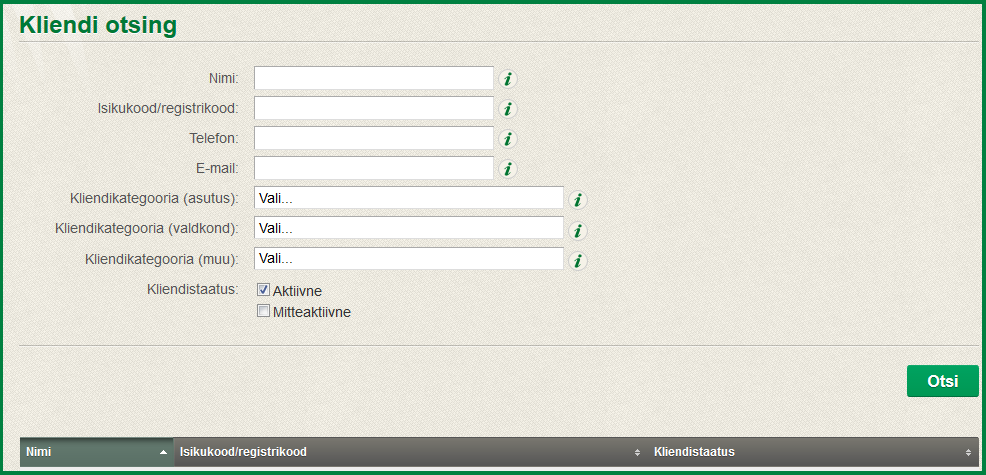 Kliendi otsing
Nimi:
Isikukood/registrikood:
Telefon:
E-mail:
Kliendikategooria (asutus): Vali...
Kliendikategooria (valdkond): Vali...
Kliendikategooria (muu): Vali...
Kliendistaatus: Aktiivne
Mitteaktiivne
Otsi
Nimi Isikukood/registrikood Kliendistaatus